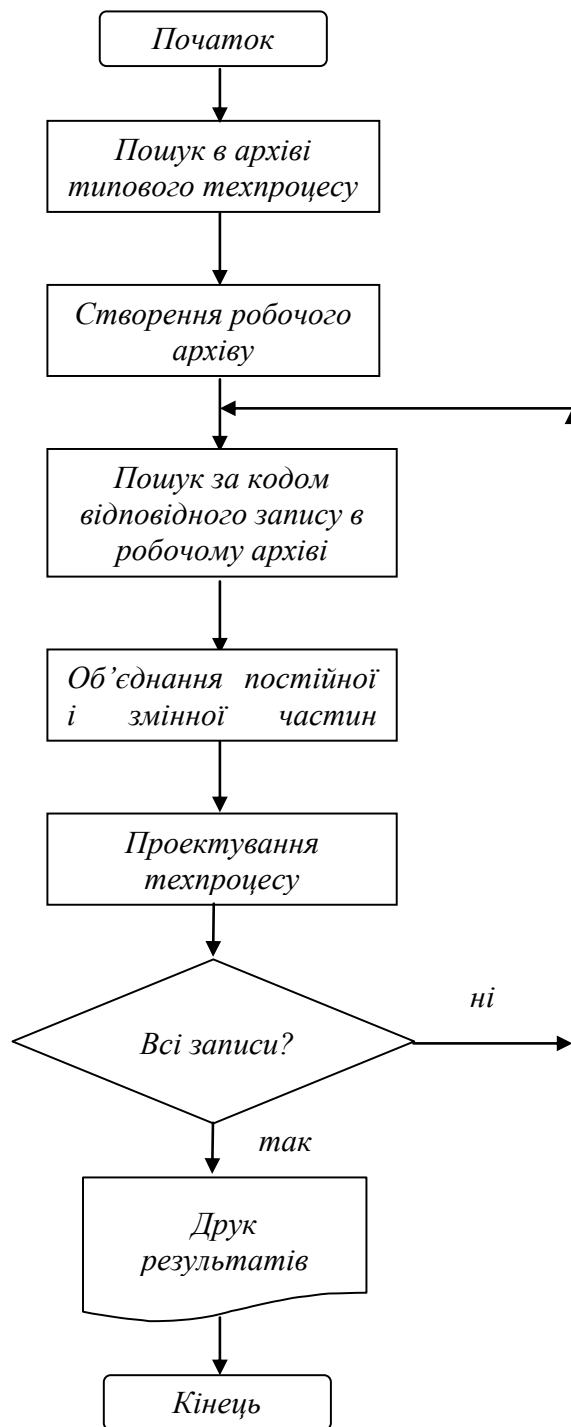 Початок
Пошук в архіві
типового техпроцесу
Створення робочого
архіву
Пошук за кодом
відповідного запису в
робочому архіві
Об’єднання постійної
і змінної частин
Проектування
техпроцесу
ні
Всі записи?
так
Друк
результатів
Кінець